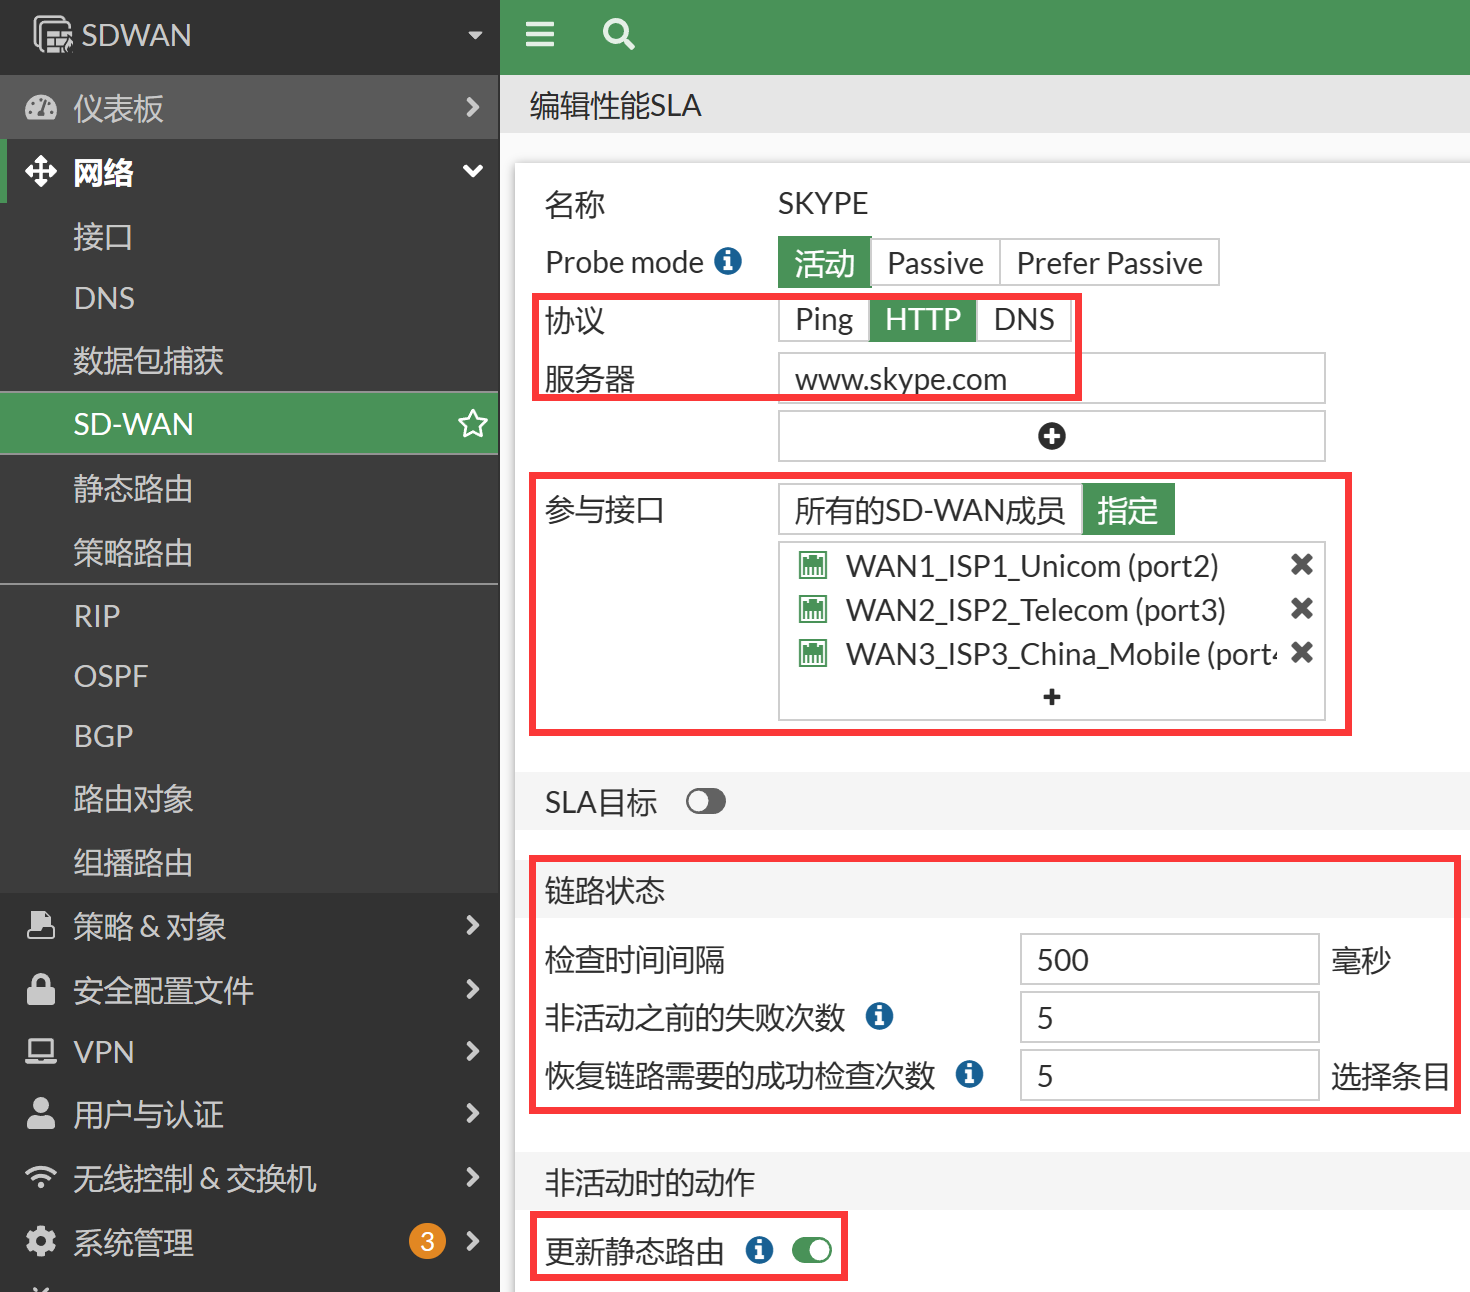 SDWAN
仪表板
网络
接口
DNS
数据包捕获
SD-WAN
静态路由
策略路由
RIP
OSPF
BGP
路由对象
组播路由
策略 & 对象
安全配置文件
VPN
用户与认证
无线控制 & 交换机
系统管理 3
编辑性能SLA
名称 SKYPE
Probe mode 活动 Passive Prefer Passive
协议 Ping HTTP DNS
服务器 www.skype.com
参与接口 所有的SD-WAN成员 指定
WAN1_ISP1_Unicom (port2)
WAN2_ISP2_Telecom (port3)
WAN3_ISP3_China_Mobile (port4
SLA目标
链路状态
检查时间间隔 500 毫秒
非活动之前的失败次数 5
恢复链路需要的成功检查次数 5 选择条目
非活动时的动作
更新静态路由